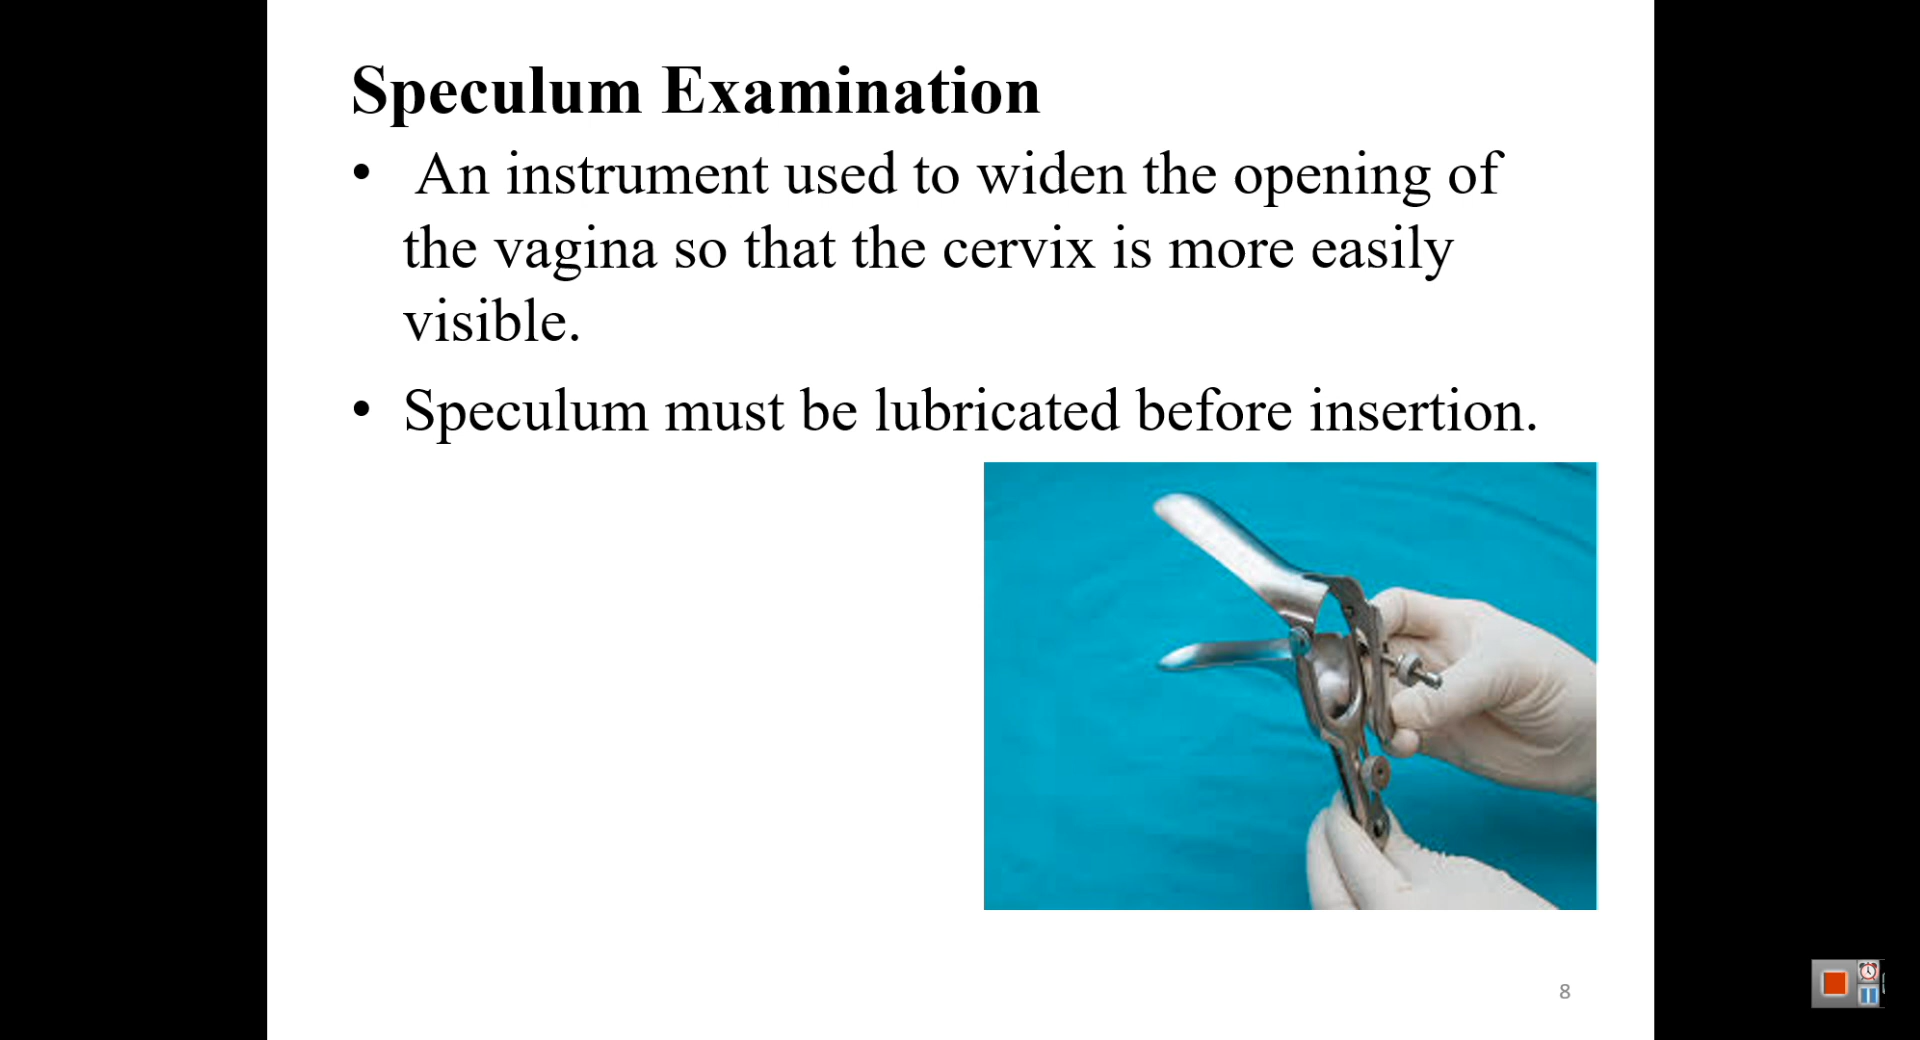 Speculum Examination
• An instrument used to widen the opening of
the vagina so that the cervix is more easily
visible.
• Speculum must be lubricated before insertion.
8